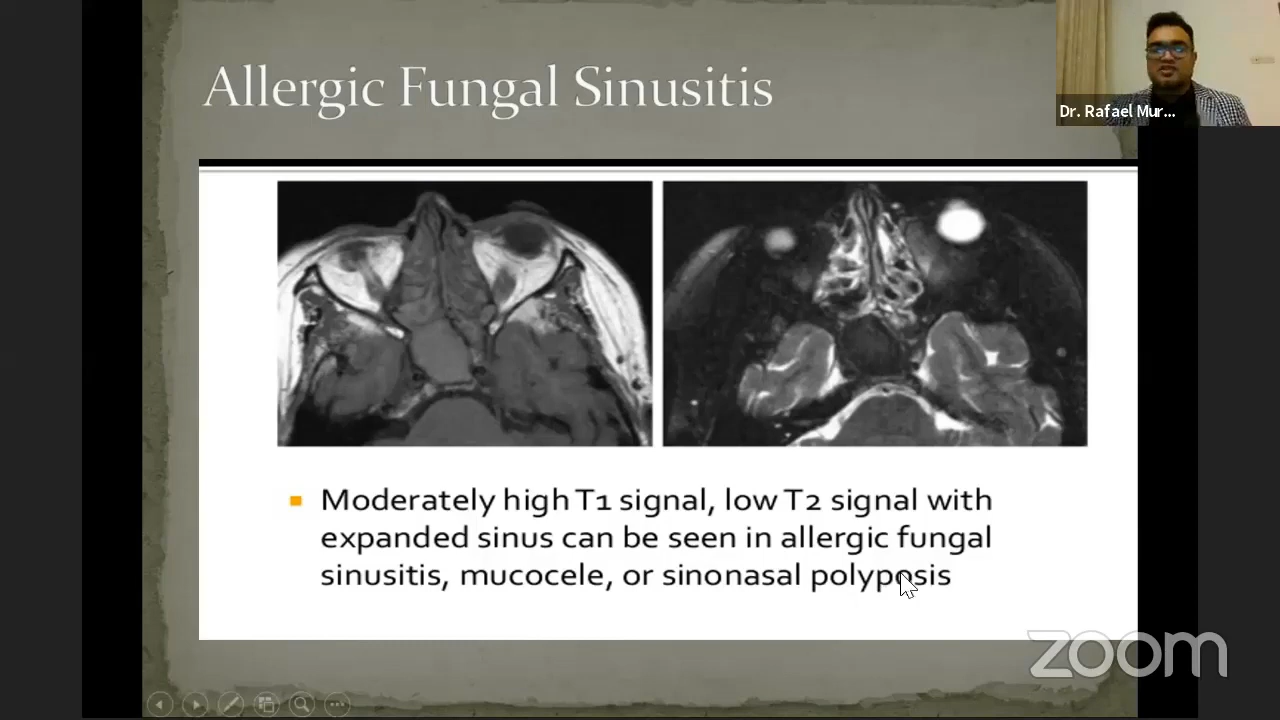 Allergic Fungal Sinusitis
Dr. Rafael Mur...
Moderately high T1 signal, low T2 signal with
expanded sinus can be seen in allergic fungal
sinusitis, mucocele, or sinonasal polyposis
zoom